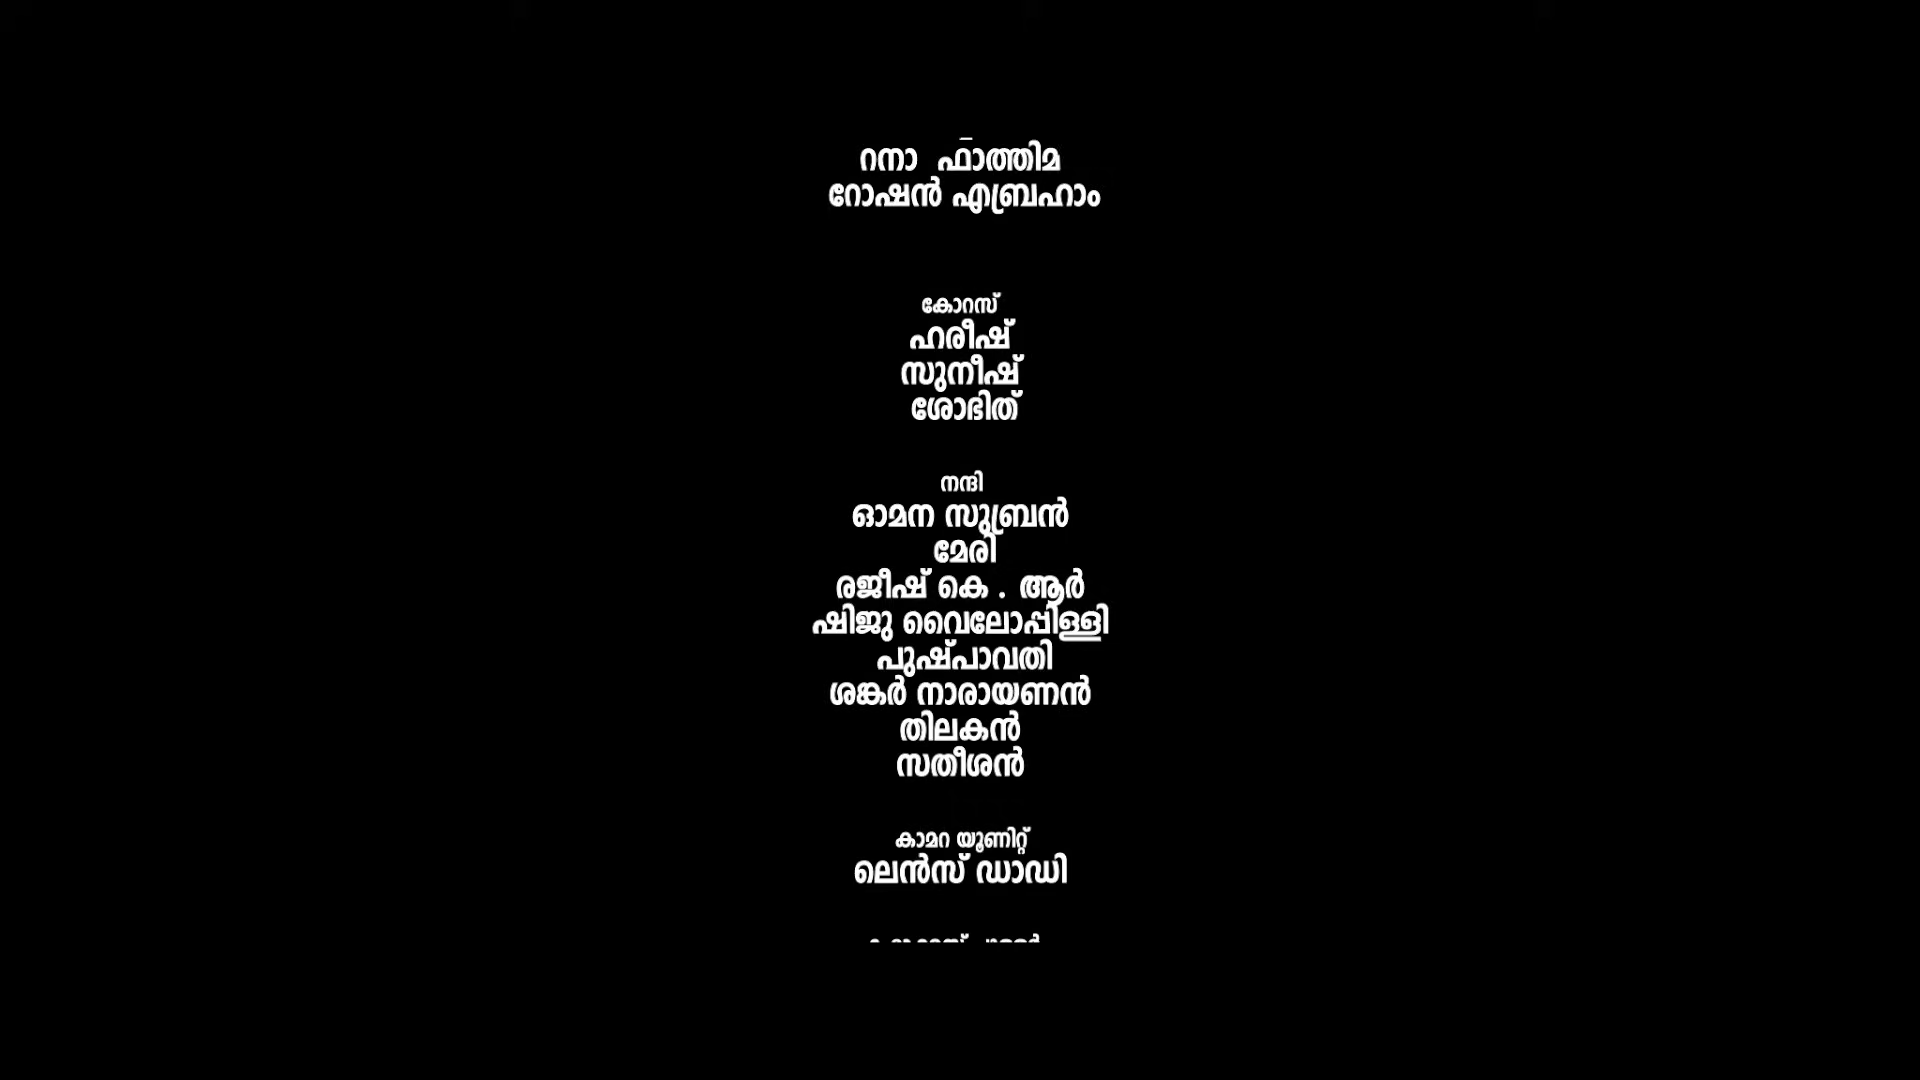 റനാ ഫാത്തിമ
റോഷൻ എബ്രഹാം
കോറസ്
ഹരീഷ്
സുനീഷ്
ശോഭിത്
നന്ദി
ഓമന സുബ്രൻ
മേരി
രജീഷ് കെ . ആർ
ഷിജു വൈലോപ്പിള്ളി
പുഷ്പാവതി
ശങ്കർ നാരായണൻ
തിലകൻ
സതീശൻ
കാമറ യൂണിറ്റ്
ലെൻസ് ഡാഡി